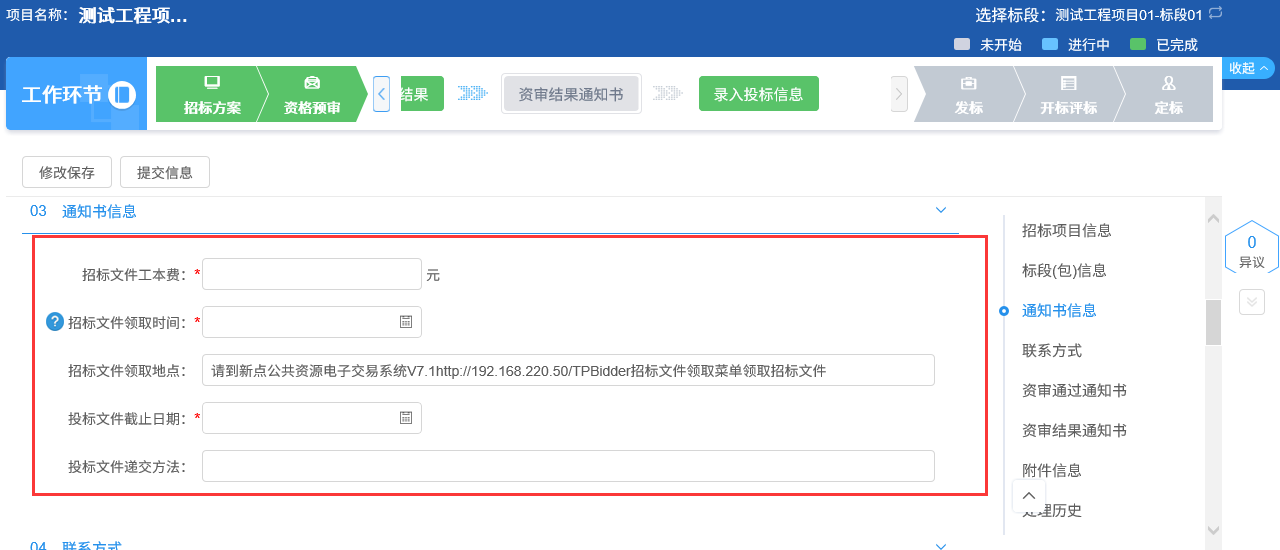 项目名称： 测试工程项...
选择标段： 测试工程项目01-标段01
未开始 进行中 已完成
收起
工作环节
招标方案
资格预审
结果
资审结果通知书
录入投标信息
发标
开标评标
定标
修改保存
提交信息
03 通知书信息
招标文件工本费：* 元
? 招标文件领取时间：*
招标文件领取地点： 请到新点公共资源电子交易系统V7.1http://192.168.220.50/TPBidder招标文件领取菜单领取招标文件
投标文件截止日期：*
投标文件递交方法：
04 联系方式
招标项目信息
标段(包)信息
通知书信息
联系方式
资审通过通知书
资审结果通知书
附件信息
处理历史
0
异议